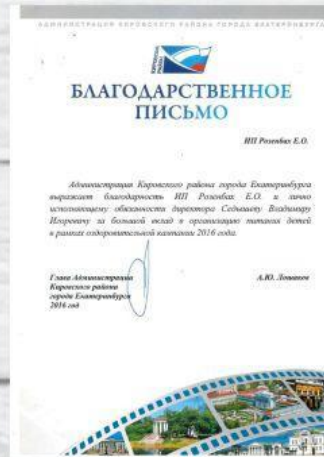 АДМИНИСТРАЦИЯ КИРОВСКОГО РАЙОНА ГОРОДА ЕКАТЕРИНБУРГА
БЛАГОДАРСТВЕННОЕ
ПИСЬМО
ИП Розенбах Е.О.
Администрация Кировского района города Екатеринбурга
выражает благодарность ИП Розенбах Е.О. и лично
исполняющему обязанности директора Седышеву Владимиру
Игоревичу за большой вклад в организацию питания детей
в рамках оздоровительной кампании 2016 года.
Глава Администрации
Кировского района
города Екатеринбурга
2016 год
А.Ю. Лошаков